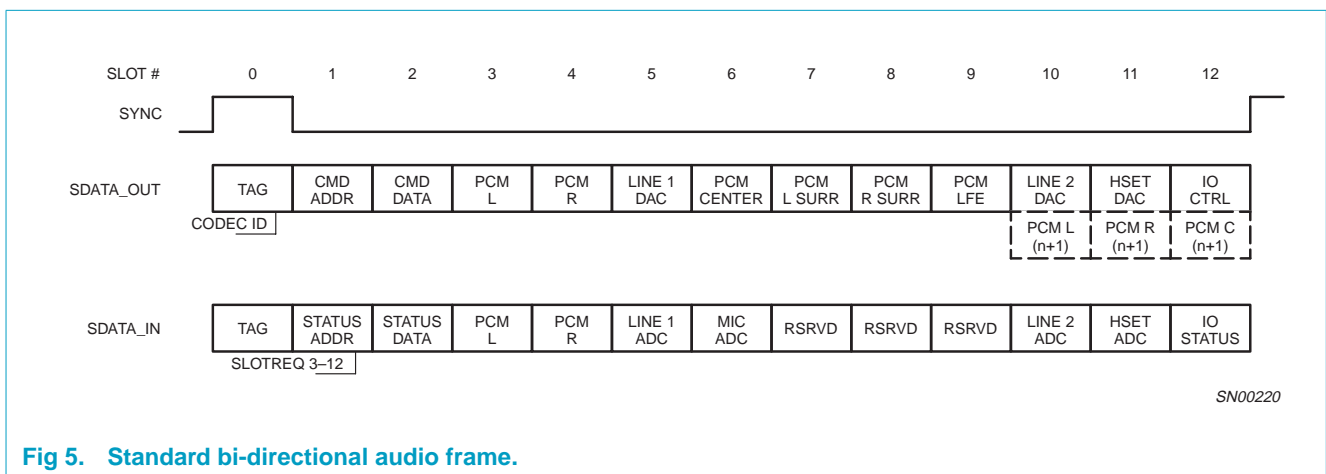 SLOT # 0 1 2 3 4 5 6 7 8 9 10 11 12
SYNC
SDATA_OUT TAG CMD ADDR CMD DATA PCM L PCM R LINE 1 DAC PCM CENTER PCM L SURR PCM R SURR PCM LFE LINE 2 DAC HSET DAC IO CTRL
CODEC ID
PCM L (n+1) PCM R (n+1) PCM C (n+1)
SDATA_IN TAG STATUS ADDR STATUS DATA PCM L PCM R LINE 1 ADC MIC ADC RSRVD RSRVD RSRVD LINE 2 ADC HSET ADC IO STATUS
SLOTREQ 3–12
SN00220
Fig 5. Standard bi-directional audio frame.